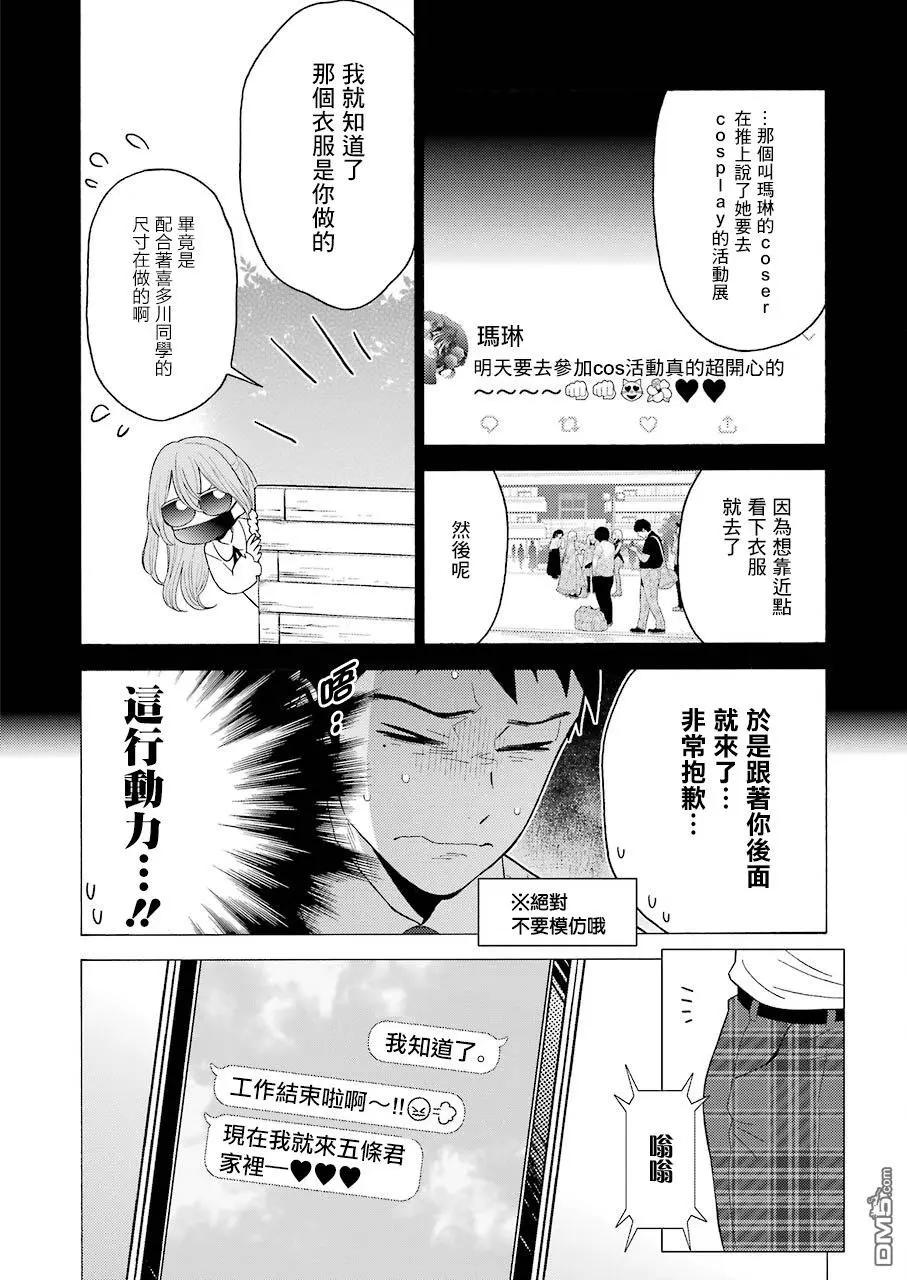 …那個叫瑪琳的coser
在推上說了她要去
cosplay的活動展
瑪琳
明天要去參加cos活動真的超開心的
～～～～👊👊😻🌺♥♥
我就知道了
那個衣服是你做的
畢竟是
配合著喜多川同學的
尺寸在做的啊
因為想靠近點
看下衣服
就去了
然後呢
於是跟著你後面
就來了…
非常抱歉…
唔…
這行動力…!!
※絕對
不要模仿哦
嗡嗡
我知道了。
工作結束啦啊～!!😠💨
現在我就來五條君
家裡—♥♥♥
DM5.com